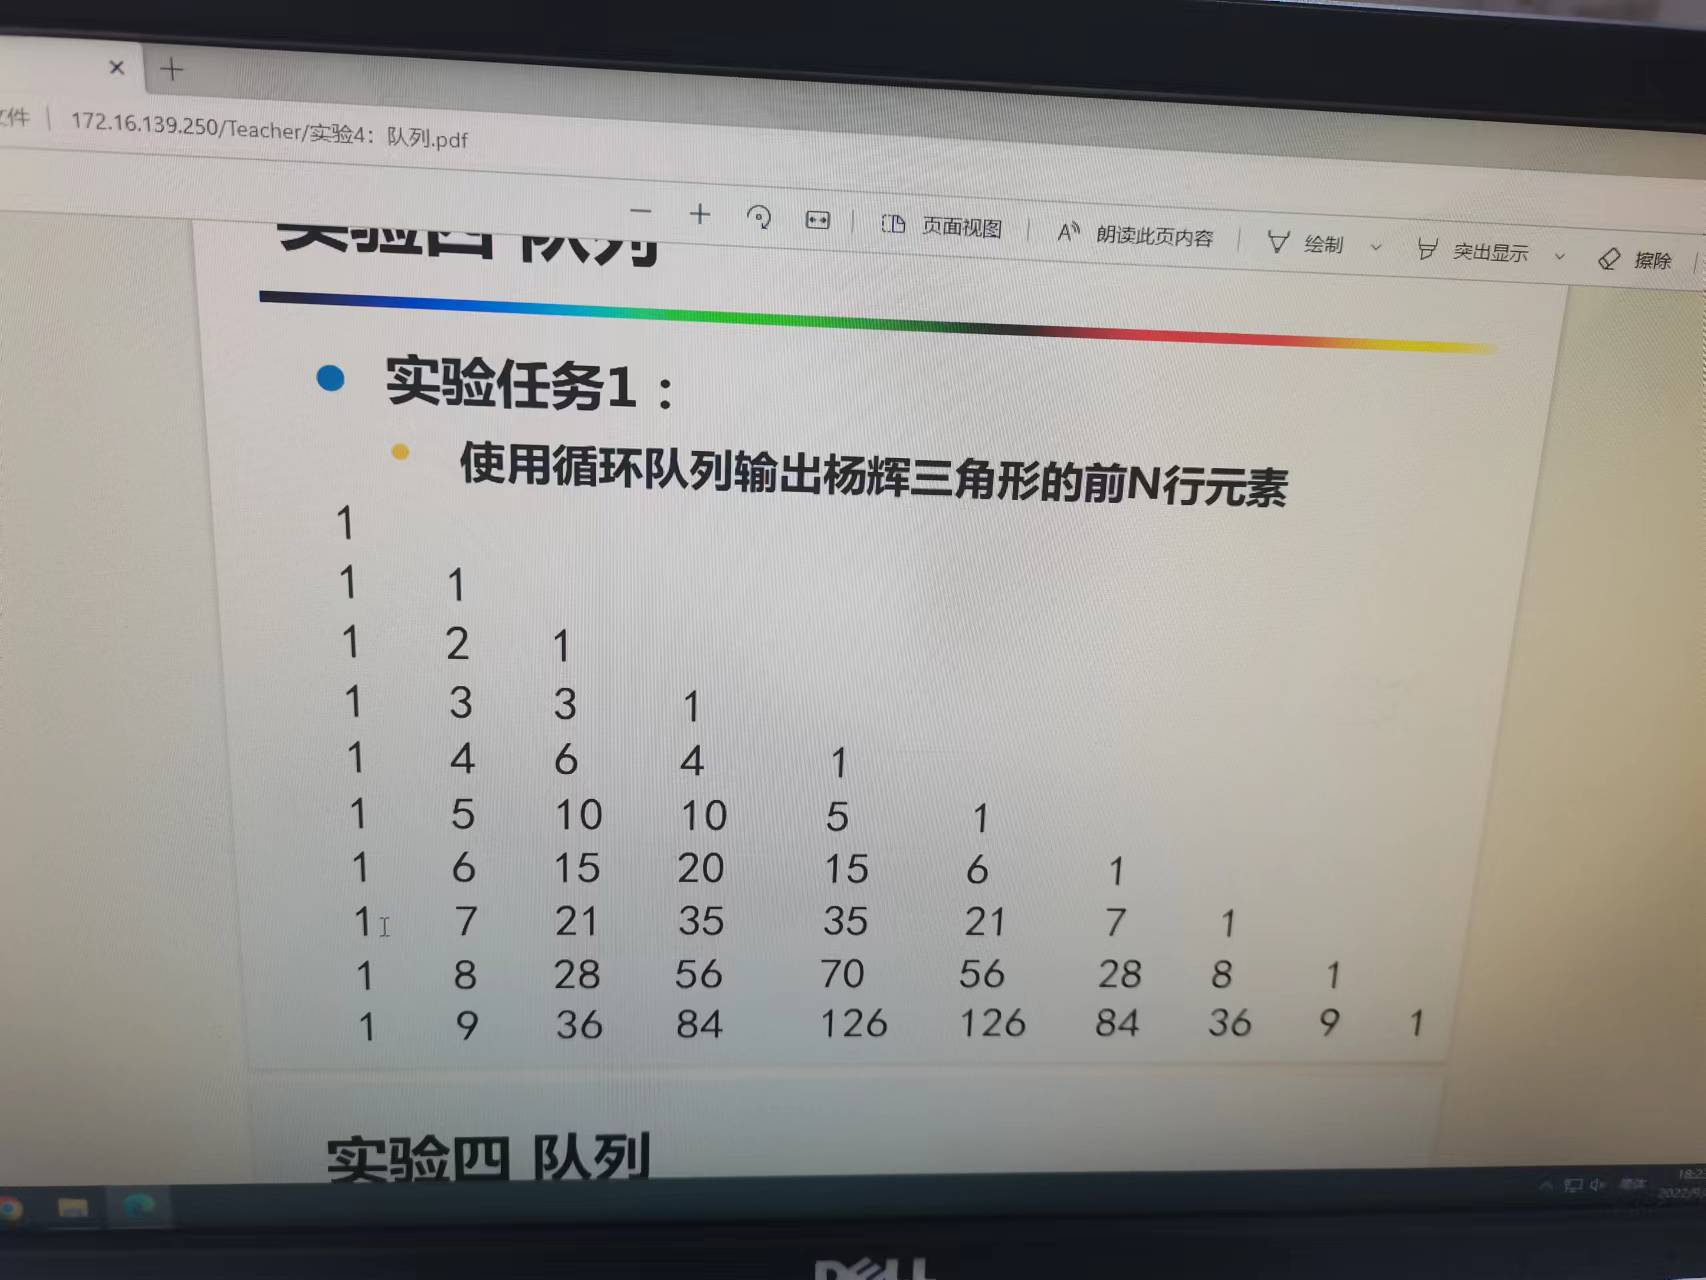 文件 172.16.139.250/Teacher/实验4：队列.pdf
页面视图 朗读此页内容 绘制 突出显示 擦除
实验四 队列
实验任务1：
使用循环队列输出杨辉三角形的前N行元素
1
1 1
1 2 1
1 3 3 1
1 4 6 4 1
1 5 10 10 5 1
1 6 15 20 15 6 1
1 7 21 35 35 21 7 1
1 8 28 56 70 56 28 8 1
1 9 36 84 126 126 84 36 9 1
实验四 队列
DELL